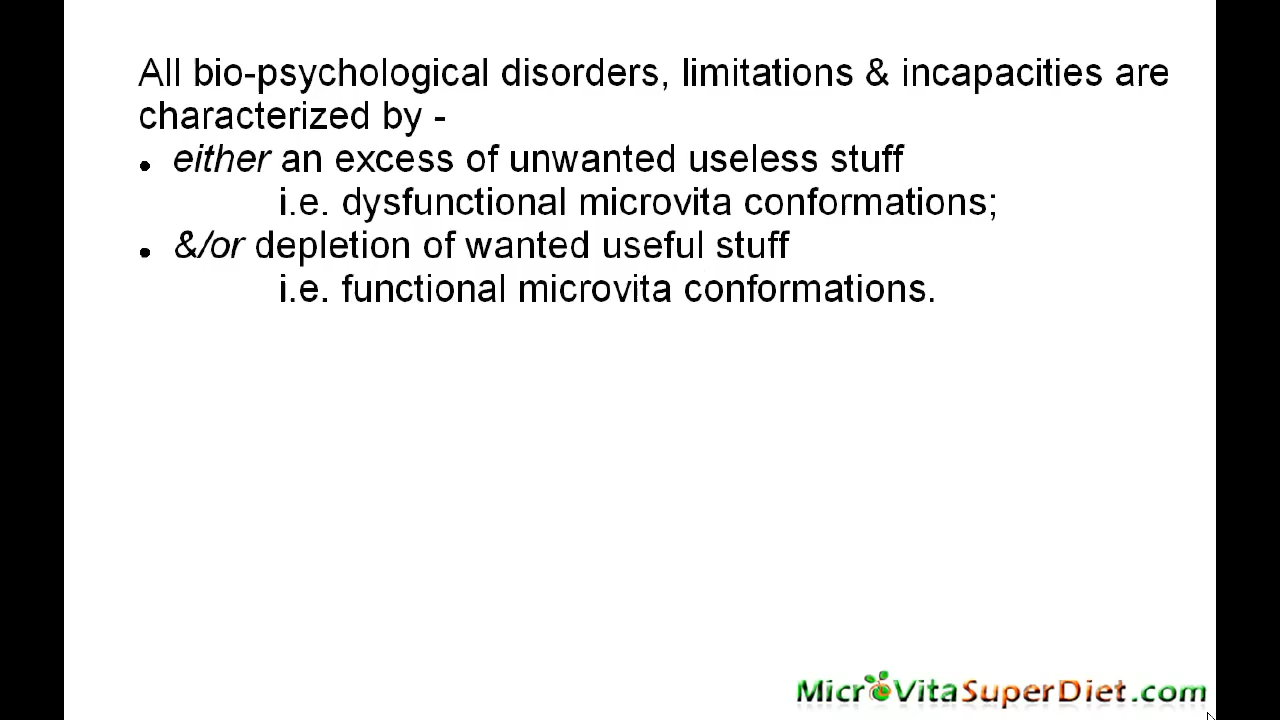 All bio-psychological disorders, limitations & incapacities are
characterized by -
• either an excess of unwanted useless stuff
i.e. dysfunctional microvita conformations;
• &/or depletion of wanted useful stuff
i.e. functional microvita conformations.
MicroVitaSuperDiet.com